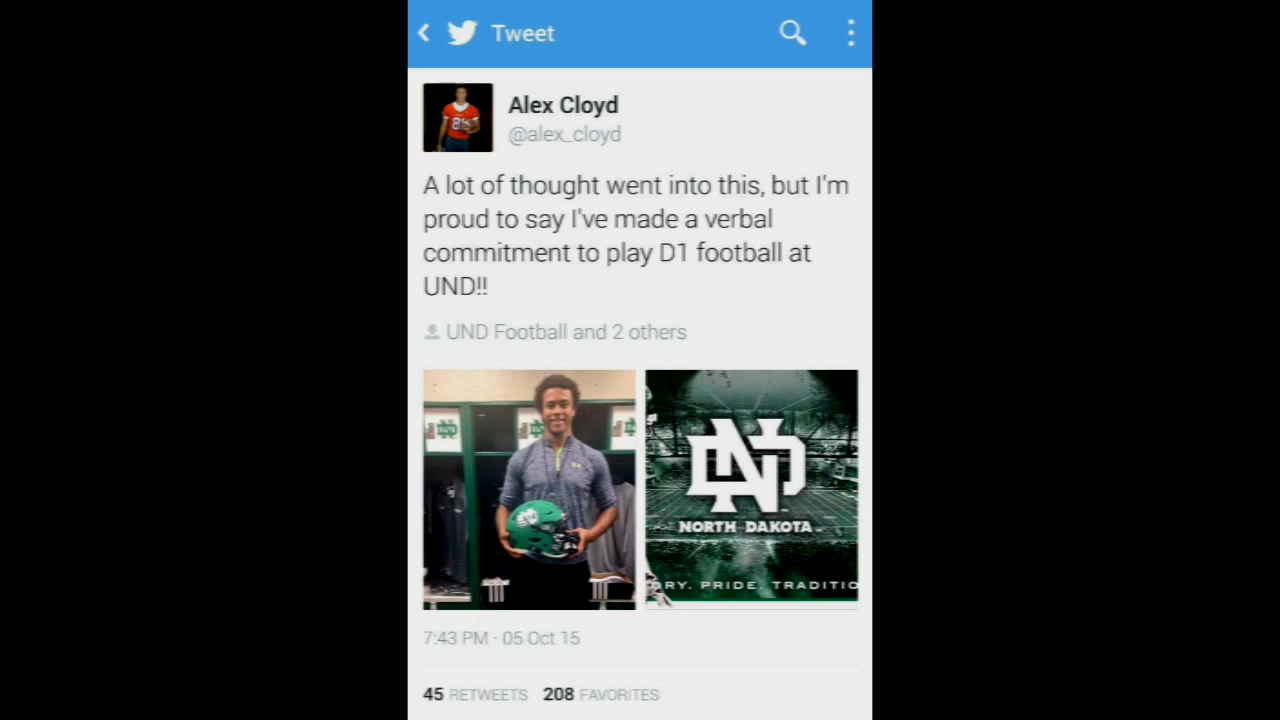 Tweet
Alex Cloyd
@alex_cloyd
A lot of thought went into this, but I'm
proud to say I've made a verbal
commitment to play D1 football at
UND!!
UND Football and 2 others
ND
NORTH DAKOTA
ORY. PRIDE. TRADITIO
7:43 PM · 05 Oct 15
45 RETWEETS 208 FAVORITES